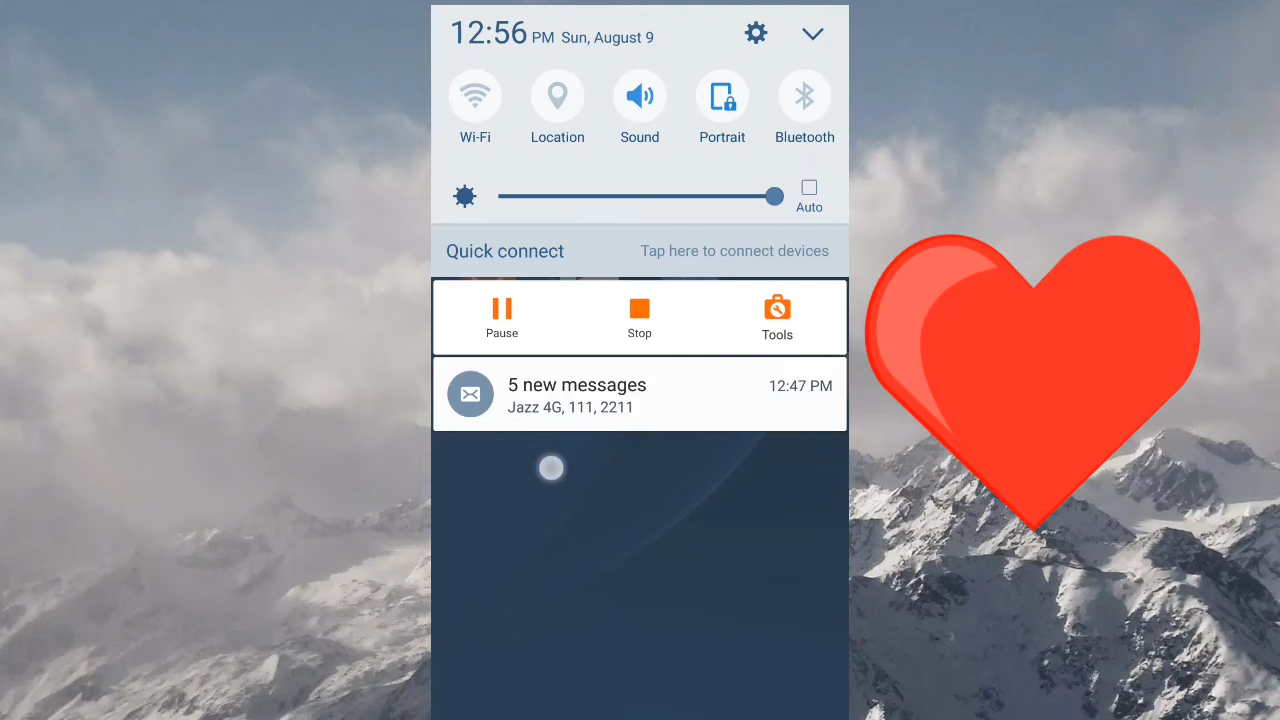 12:56 PM Sun, August 9
Wi-Fi Location Sound Portrait Bluetooth
Auto
Quick connect Tap here to connect devices
Pause Stop Tools
5 new messages 12:47 PM
Jazz 4G, 111, 2211